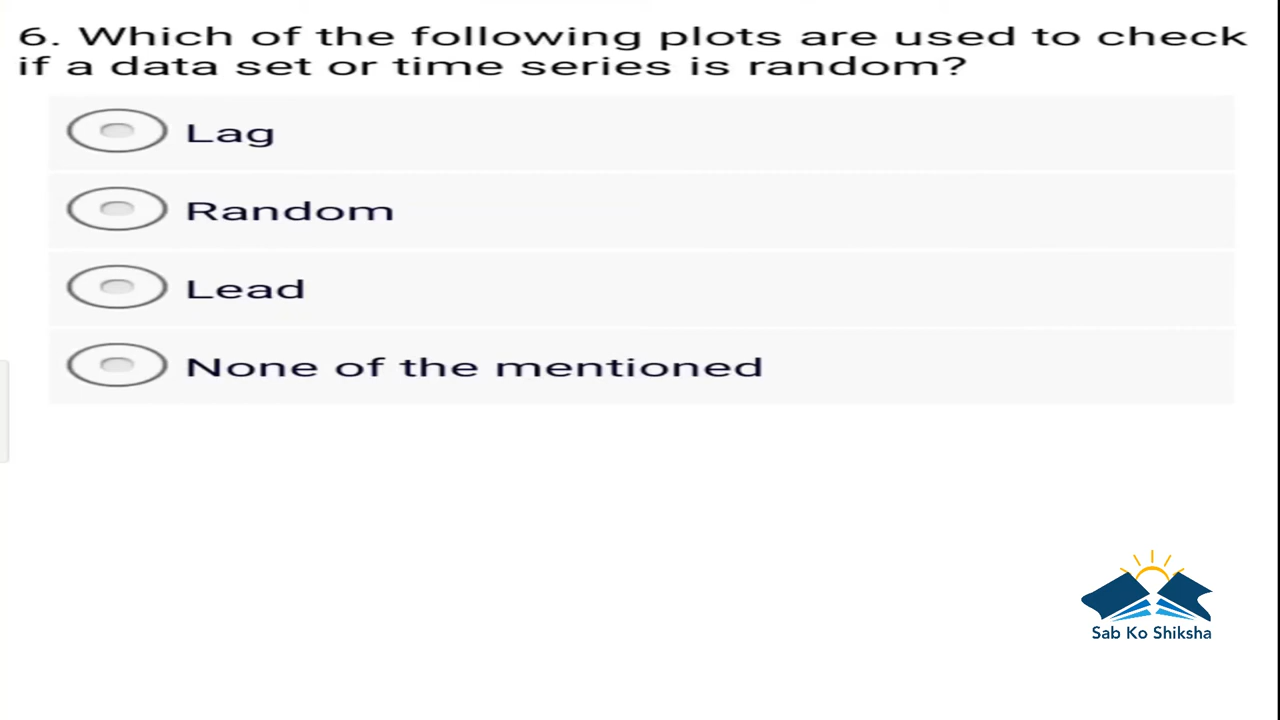 6. Which of the following plots are used to check
if a data set or time series is random?
Lag
Random
Lead
None of the mentioned
Sab Ko Shiksha